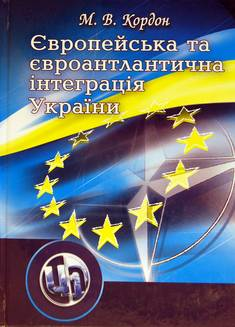 М. В. Кордон
Європейська та
євроантлантична
інтеграція
України